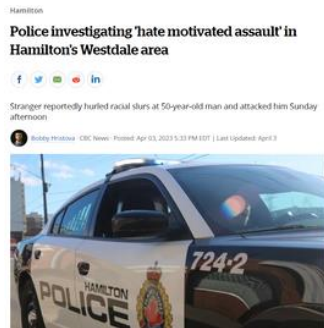 Hamilton
Police investigating 'hate motivated assault' in
Hamilton's Westdale area
Stranger reportedly hurled racial slurs at 50-year-old man and attacked him Sunday
afternoon
Bobby Hristova · CBC News · Posted: Apr 03, 2023 5:33 PM EDT | Last Updated: April 3
724-2
HAMILTON
POLICE